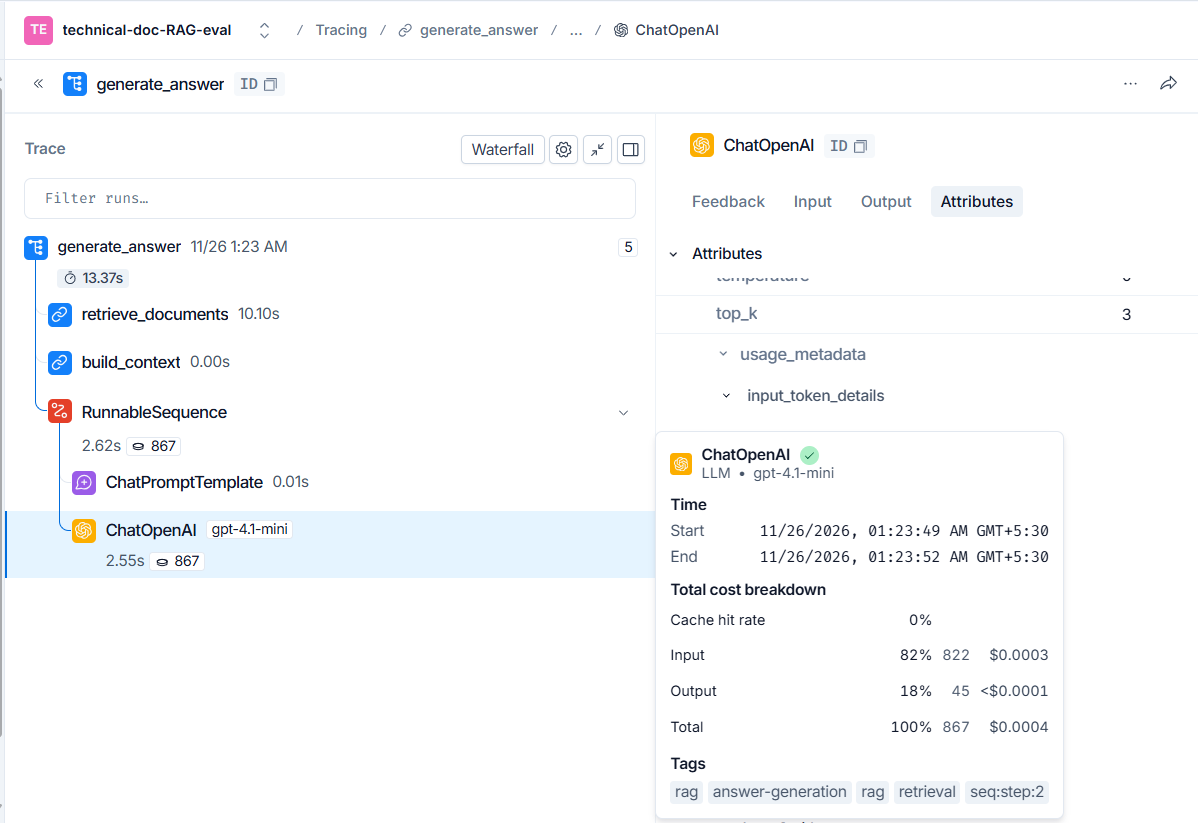 TE technical-doc-RAG-eval / Tracing / generate_answer / ... / ChatOpenAI
generate_answer ID
Trace
Waterfall
Filter runs…
generate_answer 11/26 1:23 AM 5
13.37s
retrieve_documents 10.10s
build_context 0.00s
RunnableSequence
2.62s 867
ChatPromptTemplate 0.01s
ChatOpenAI gpt-4.1-mini
2.55s 867
ChatOpenAI ID
Feedback Input Output Attributes
Attributes
temperature
top_k 3
usage_metadata
input_token_details
ChatOpenAI
LLM • gpt-4.1-mini
Time
Start 11/26/2026, 01:23:49 AM GMT+5:30
End 11/26/2026, 01:23:52 AM GMT+5:30
Total cost breakdown
Cache hit rate 0%
Input 82% 822 $0.0003
Output 18% 45 <$0.0001
Total 100% 867 $0.0004
Tags
rag answer-generation rag retrieval seq:step:2